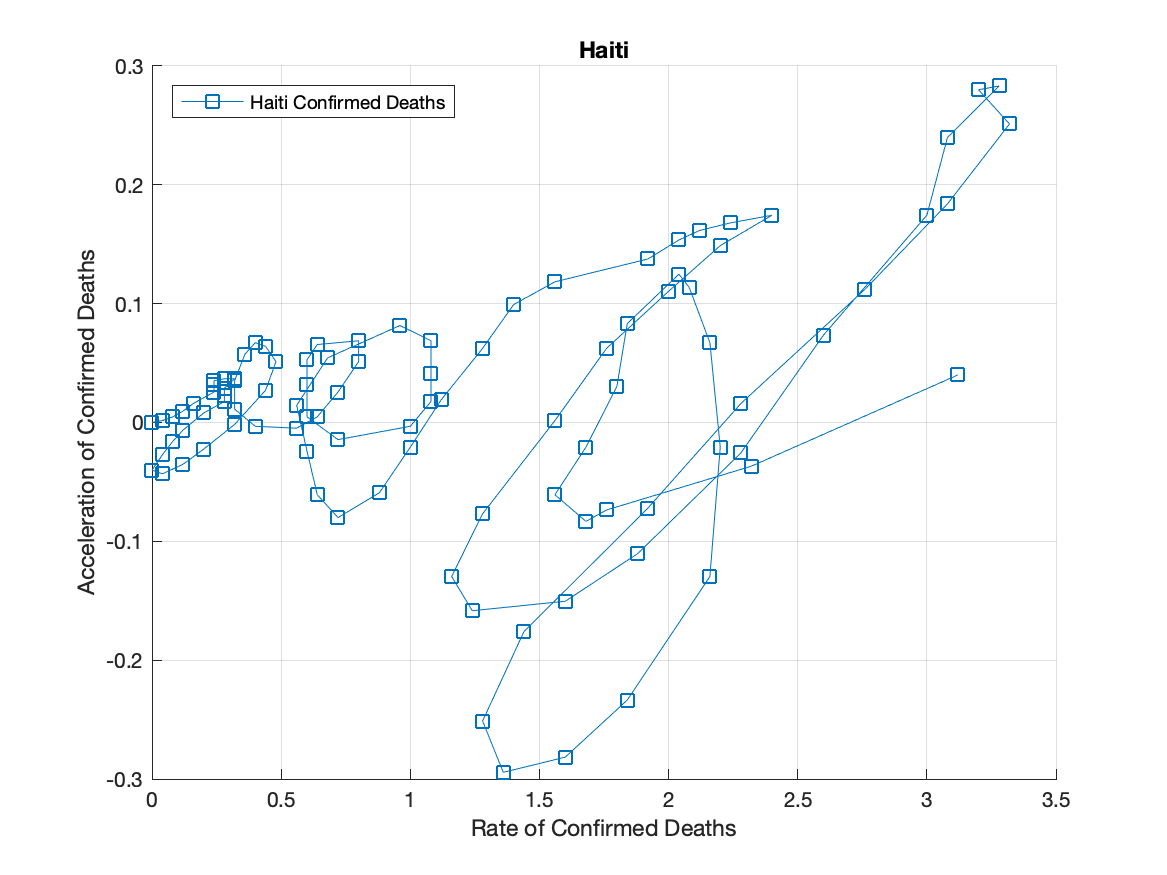 Haiti
Haiti Confirmed Deaths
0.3
0.2
0.1
0
-0.1
-0.2
-0.3
Acceleration of Confirmed Deaths
0 0.5 1 1.5 2 2.5 3 3.5
Rate of Confirmed Deaths